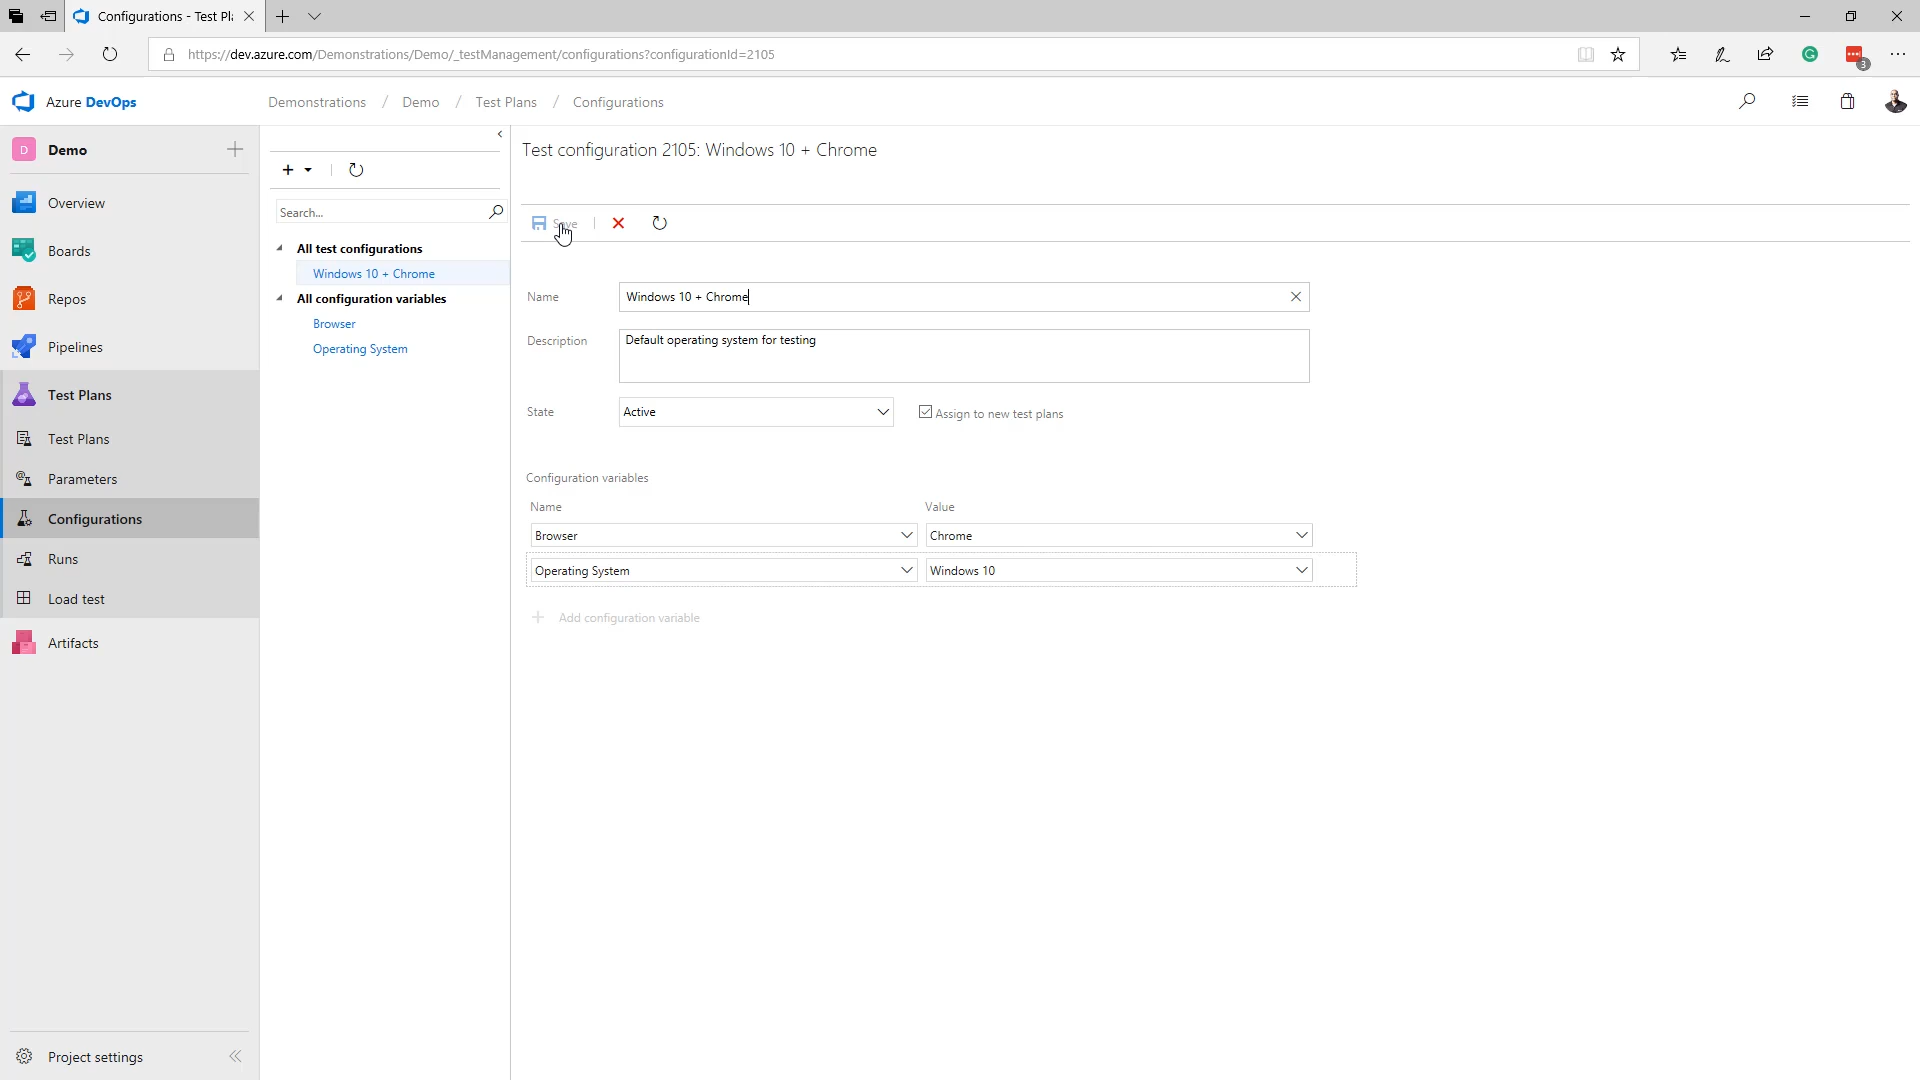 Configurations - Test Pl
https://dev.azure.com/Demonstrations/Demo/_testManagement/configurations?configurationId=2105
3
Azure DevOps
Demonstrations / Demo / Test Plans / Configurations
D Demo
Overview
Boards
Repos
Pipelines
Test Plans
Test Plans
Parameters
Configurations
Runs
Load test
Artifacts
Project settings
Search...
All test configurations
Windows 10 + Chrome
All configuration variables
Browser
Operating System
Test configuration 2105: Windows 10 + Chrome
Save
Name Windows 10 + Chrome
Description Default operating system for testing
State Active Assign to new test plans
Configuration variables
Name Value
Browser Chrome
Operating System Windows 10
Add configuration variable